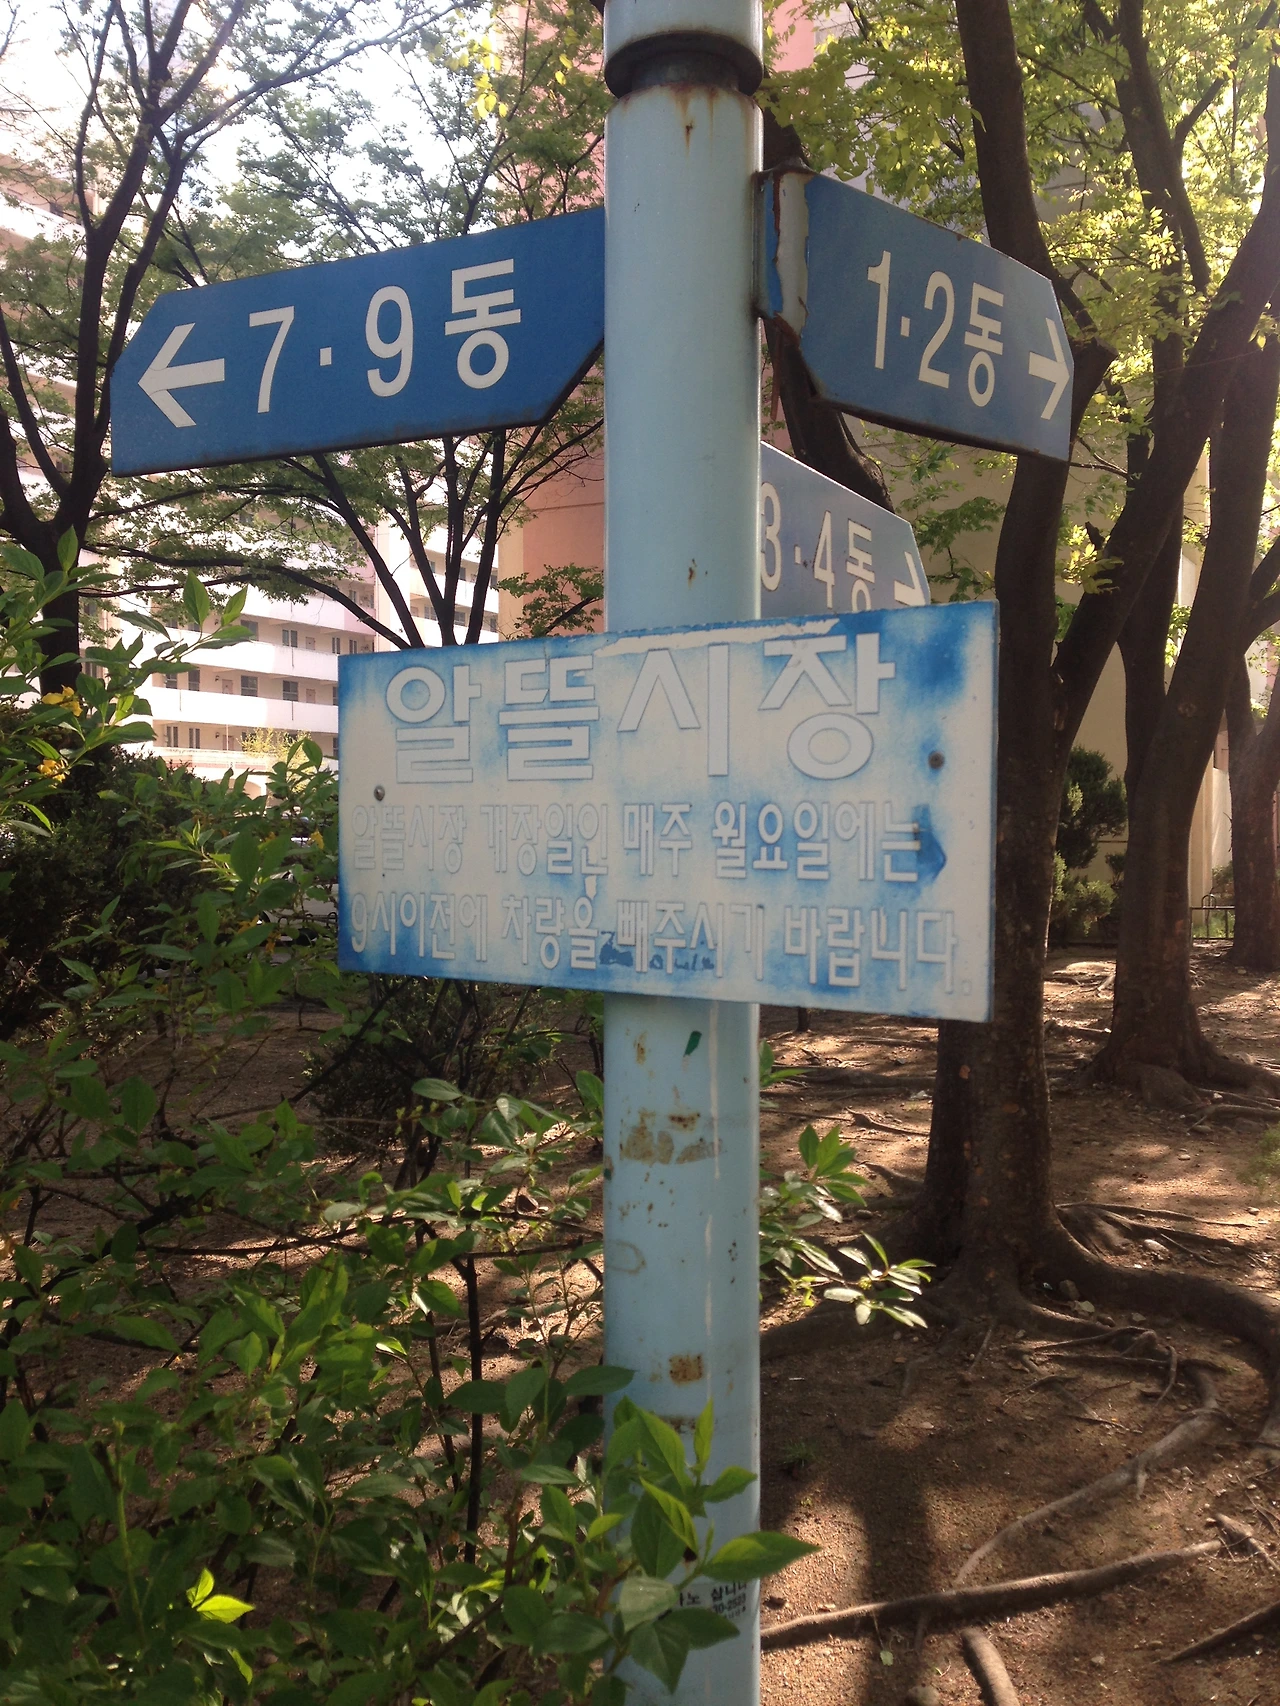 ← 7·9동
1·2동 →
3·4동 →
알뜰시장
알뜰시장 개장일인 매주 월요일에는
9시이전에 차량을 빼주시기 바랍니다.